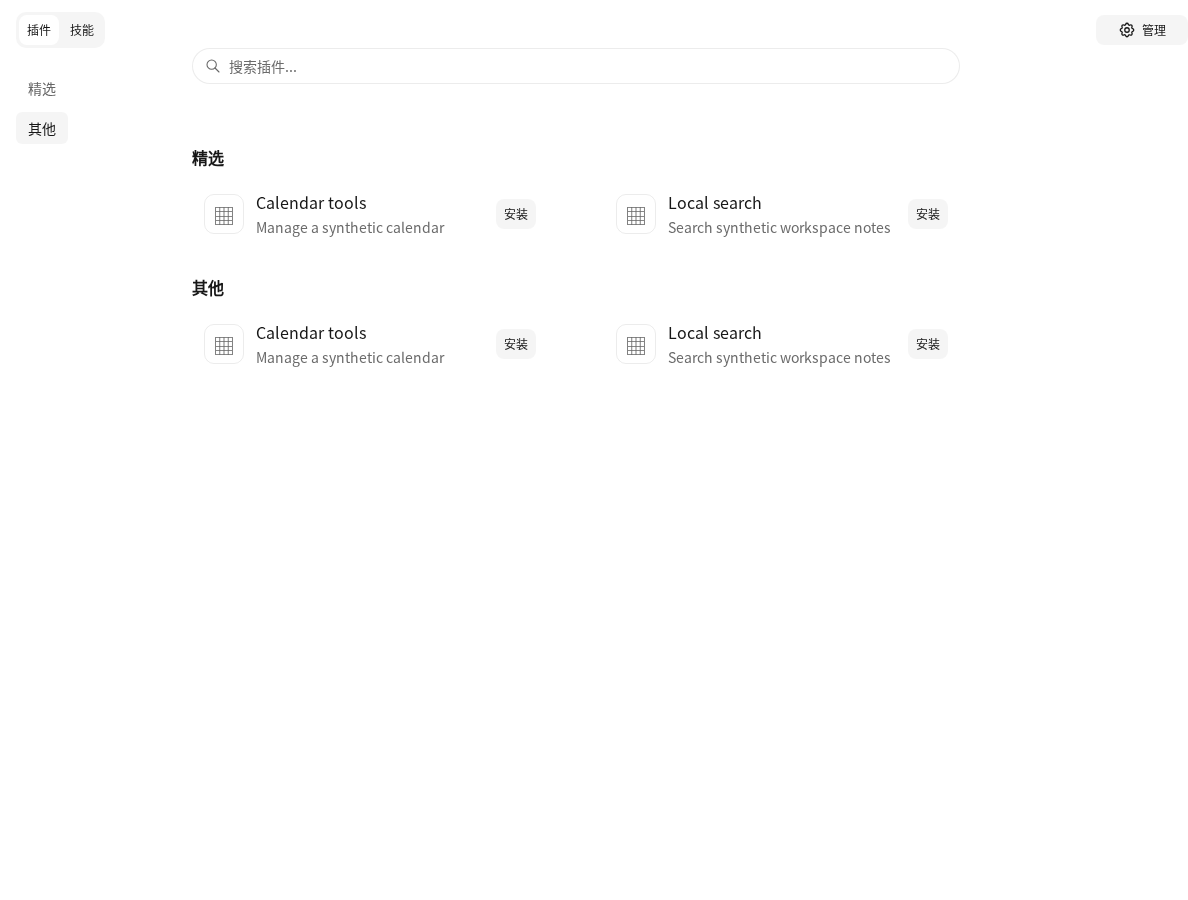 插件 技能
管理
搜索插件...
精选
其他
精选
Calendar tools
Manage a synthetic calendar
安装
Local search
Search synthetic workspace notes
安装
其他
Calendar tools
Manage a synthetic calendar
安装
Local search
Search synthetic workspace notes
安装